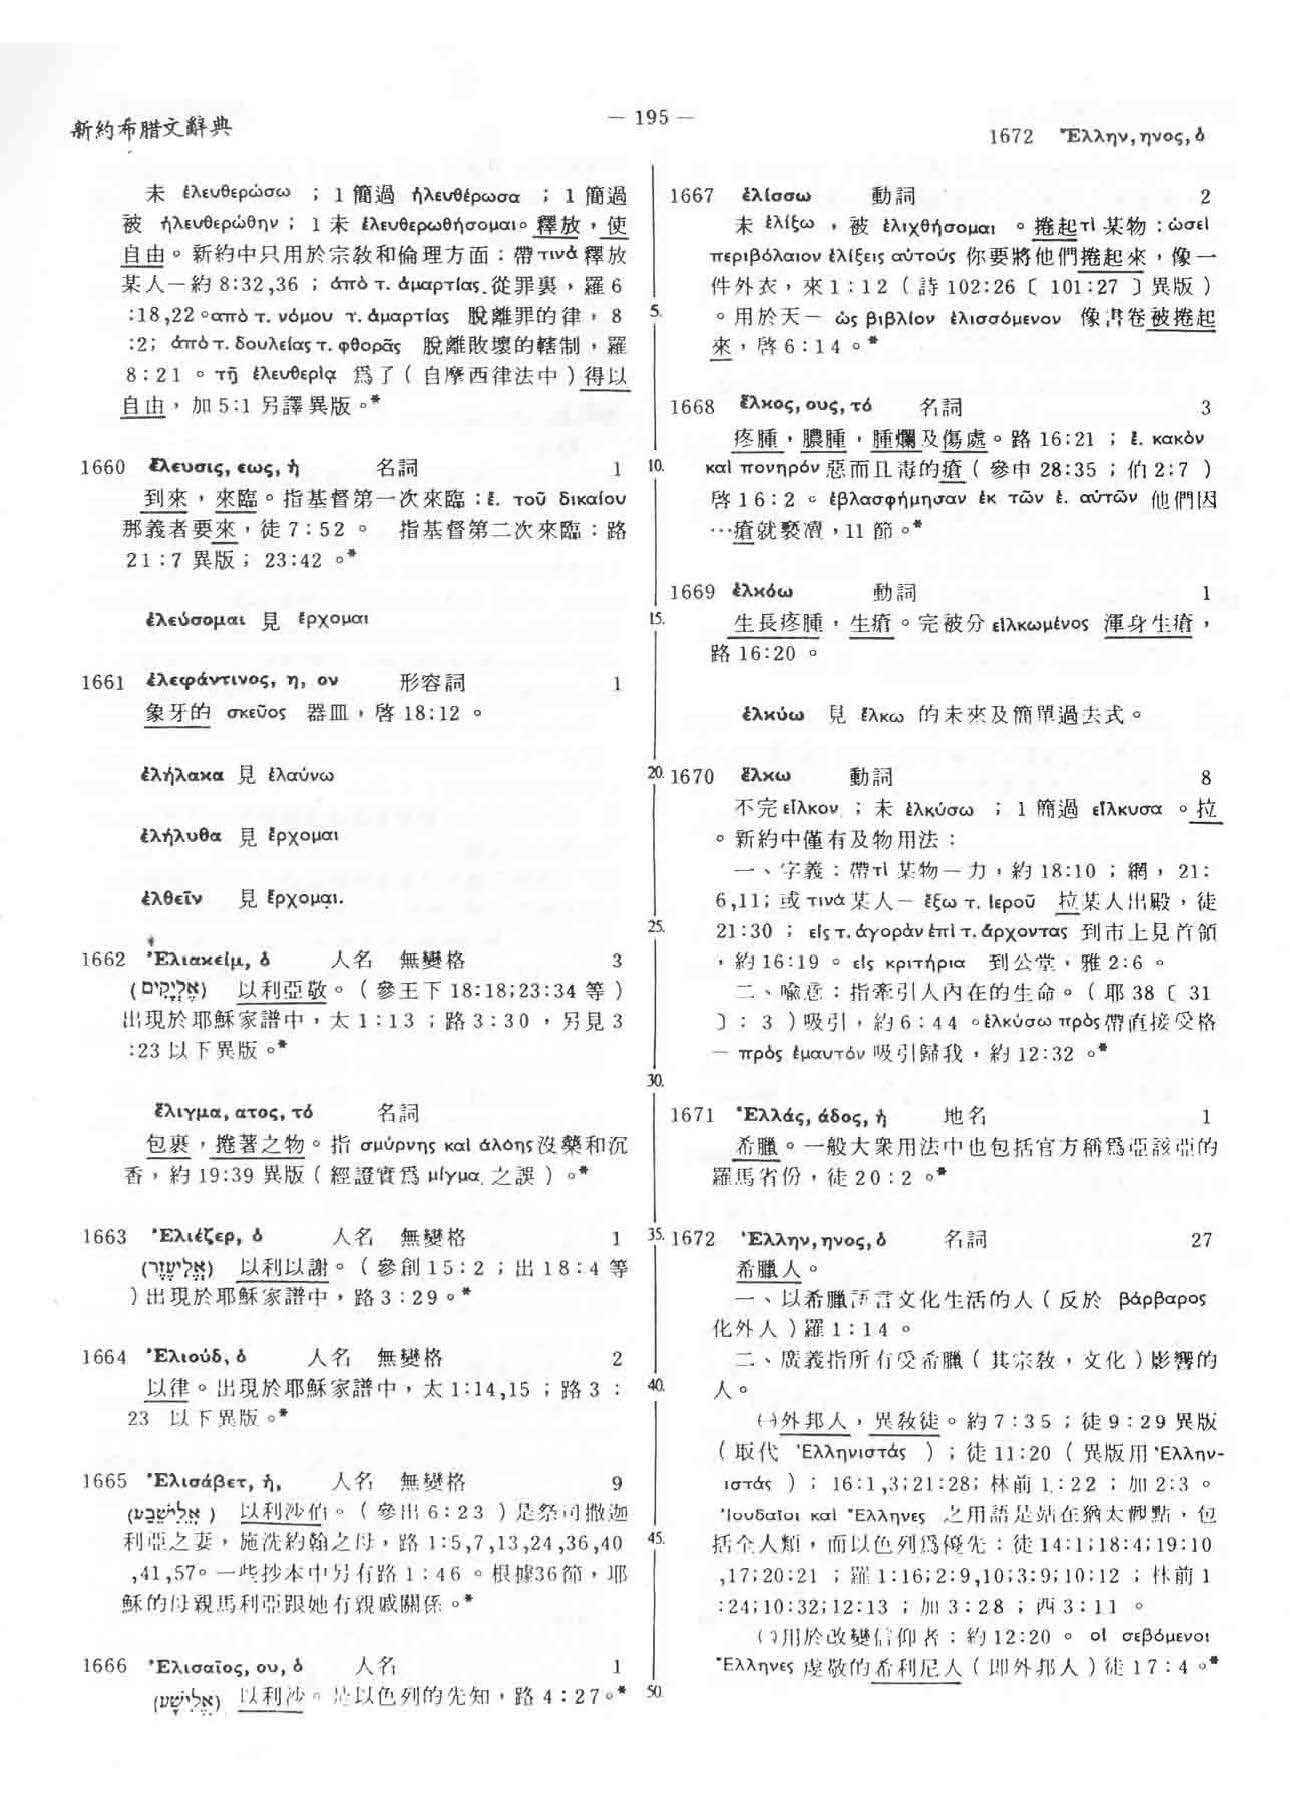 新約希腊文辭典
— 195 —
1672 Ἕλλην, ηνος, ὁ
未 ἐλευθερώσω ；1簡過 ἠλευθέρωσα ；1 簡過
被 ἠλευθερώθην；1未 ἐλευθερωθήσομαι。釋放，使
自由。新約中只用於宗敎和倫理方面：帶τινά釋放
某人－約 8:32,36；ἀπὸ τ. ἁμαρτίας.從罪裏，羅6
:18,22。ἀπὸ τ. νόμου τ. ἁμαρτίας 脫離罪的律，8
:2; ἀπὸ τ. δουλείας τ. φθορᾶς 脫離敗壞的轄制，羅
8:21。τῇ ἐλευθερίᾳ 爲了（自摩西律法中）得以
自由，加 5:1 另譯異版。*
1660 ἔλευσις, εως, ἡ 名詞 1
到來，來臨。指基督第一次來臨：ἐ. τοῦ δικαίου
那義者要來，徒 7:52 。 指基督第二次來臨：路
21:7 異版；23:42 。*
ἐλεύσομαι 見 ἔρχομαι
1661 ἐλεφάντινος, η, ον 形容詞 1
象牙的 σκεῦος 器皿，啓 18:12 。
ἐλήλακα 見 ἐλαύνω
ἐλήλυθα 見 ἔρχομαι
ἐλθεῖν 見 ἔρχομαι.
1662 Ἐλιακείμ, ὁ 人名 無變格 3
(אֶלְיָקִים) 以利亞敬。（參王下 18:18;23:34 等）
出現於耶穌家譜中，太 1:13；路 3:30 ，另見 3
:23 以下異版。*
ἕλιγμα, ατος, τό 名詞
包裹，捲著之物。指 σμύρνης καὶ ἀλόης沒藥和沉
香，約 19:39 異版（經證實爲 μίγμα 之誤）。*
1663 Ἐλιέζερ, ὁ 人名 無變格 1
(אֱלִיעֶזֶר) 以利以謝。（參創 15:2；出 18:4 等
）出現於耶穌家譜中，路 3:29。*
1664 Ἐλιούδ, ὁ 人名 無變格 2
以律。出現於耶穌家譜中，太 1:14,15；路 3：
23 以下異版。*
1665 Ἐλισάβετ, ἡ, 人名 無變格 9
(אֱלִישֶׁבַע) 以利沙伯。（參出 6:23）是祭司撒迦
利亞之妻，施洗約翰之母，路 1:5,7,13,24,36,40
,41,57。一些抄本中另有路 1:46 。根據36節，耶
穌的母親馬利亞跟她有親戚關係。*
1666 Ἐλισαῖος, ου, ὁ 人名 1
(אֱלִישָׁע) 以利沙。是以色列的先知，路 4:27。*
5.
10.
15.
20.
25.
30.
35.
40.
45.
50.
1667 ἑλίσσω 動詞 2
未 ἑλίξω ，被 ἑλιχθήσομαι 。捲起τὶ 某物：ὡσεὶ
περιβόλαιον ἑλίξεις αὐτούς 你要將他們捲起來，像一
件外衣，來 1:12（詩 102:26〔 101:27 〕異版）
。用於天－ ὡς βιβλίον ἑλισσόμενον 像書卷被捲起
來，啓 6:14。*
1668 ἕλκος, ους, τό 名詞 3
疼腫，膿腫，腫爛及傷處。路 16:21；ἕ. κακὸν
καὶ πονηρόν 惡而且毒的瘡（參申 28:35；伯 2:7）
啓 16:2 。ἐβλασφήμησαν ἐκ τῶν ἑ. αὐτῶν 他們因
…瘡就褻瀆，11 節。*
1669 ἑλκόω 動詞 1
生長疼腫，生瘡。完被分 εἱλκωμένος 渾身生瘡，
路 16:20 。
ἑλκύω 見 ἕλκω 的未來及簡單過去式。
1670 ἕλκω 動詞 8
不完 εἷλκον；未 ἑλκύσω ；1 簡過 εἵλκυσα 。拉
。新約中僅有及物用法：
一、字義：帶τὶ 某物－刀，約 18:10；網， 21:
6,11；或 τινά 某人－ ἔξω τ. ἱεροῦ 拉某人出殿，徒
21:30；εἰς τ. ἀγορὰν ἐπὶ τ. ἄρχοντας 到市上見首領
，約 16:19 。εἰς κριτήρια 到公堂，雅 2:6 。
二、喩意：指牽引人內在的生命。（耶 38〔 31
〕: 3 ）吸引，約 6:44 。ἑλκύσω πρός帶直接受格
— πρὸς ἐμαυτόν 吸引歸我，約 12:32 。*
1671 Ἑλλάς, άδος, ἡ 地名 1
希臘。一般大衆用法中也包括官方稱爲亞該亞的
羅馬省份，徒 20:2 。*
1672 Ἕλλην, ηνος, ὁ 名詞 27
希臘人。
一、以希臘語言文化生活的人（反於 βάρβαρος
化外人）羅 1:14 。
二、廣義指所有受希臘（其宗敎，文化）影響的
人。
㈠外邦人，異敎徒。約 7:35；徒 9:29 異版
（取代 Ἑλληνιστάς ）；徒 11:20（異版用 Ἑλλην-
ιστάς ）；16:1,3;21:28; 林前 1:22；加 2:3 。
Ἰουδαῖοι καὶ Ἕλληνες 之用語是站在猶太觀點，包
括全人類，而以色列爲優先：徒 14:1;18:4;19:10
,17;20:21 ；羅 1:16;2:9,10;3:9;10:12 ；林前 1
:24;10:32;12:13 ；加 3:28 ；西 3:11 。
㈡用於改變信仰者：約 12:20 。οἱ σεβόμενοι
Ἕλληνες 虔敬的希利尼人（卽外邦人）徒 17:4 。*